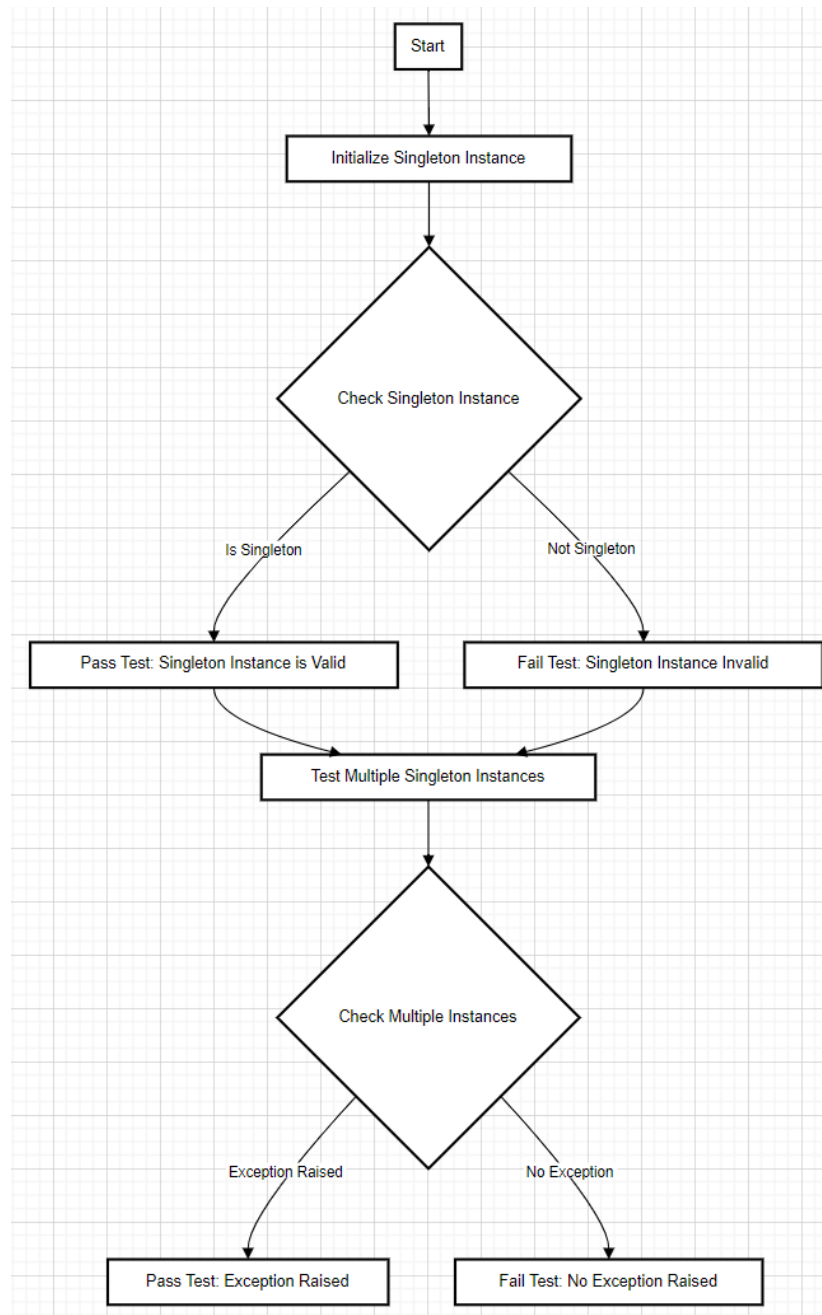 Start
Initialize Singleton Instance
Check Singleton Instance
Is Singleton
Not Singleton
Pass Test: Singleton Instance is Valid
Fail Test: Singleton Instance Invalid
Test Multiple Singleton Instances
Check Multiple Instances
Exception Raised
No Exception
Pass Test: Exception Raised
Fail Test: No Exception Raised